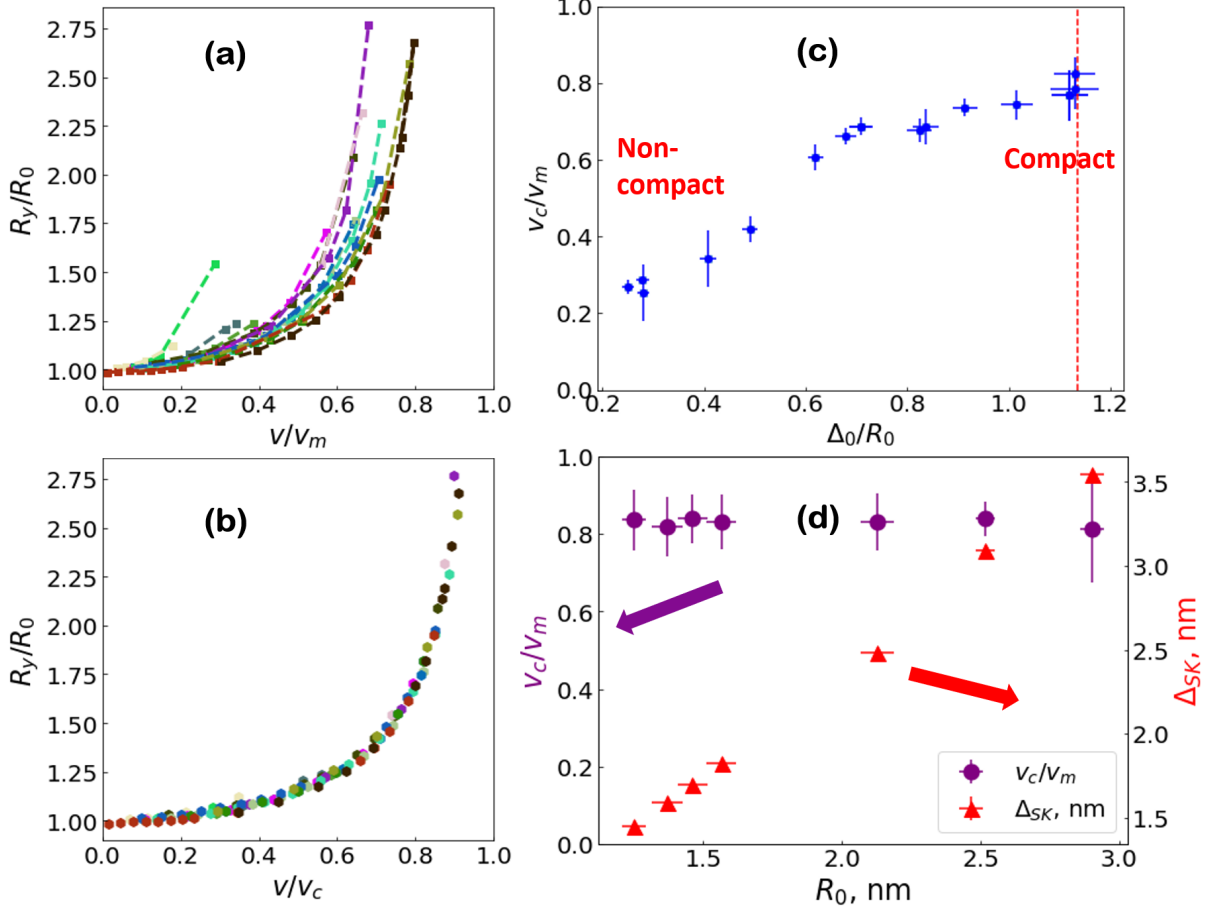 (a)
2.75
2.50
2.25
2.00
1.75
1.50
1.25
1.00
R_y/R_0
0.0 0.2 0.4 0.6 0.8 1.0
v/v_m
(c)
1.0
0.8
0.6
0.4
0.2
0.0
v_c/v_m
Non-
compact
Compact
0.2 0.4 0.6 0.8 1.0 1.2
Δ_0/R_0
(b)
2.75
2.50
2.25
2.00
1.75
1.50
1.25
1.00
R_y/R_0
0.0 0.2 0.4 0.6 0.8 1.0
v/v_c
(d)
1.0
0.8
0.6
0.4
0.2
0.0
v_c/v_m
3.5
3.0
2.5
2.0
1.5
Δ_SK, nm
v_c/v_m
Δ_SK, nm
1.5 2.0 2.5 3.0
R_0, nm